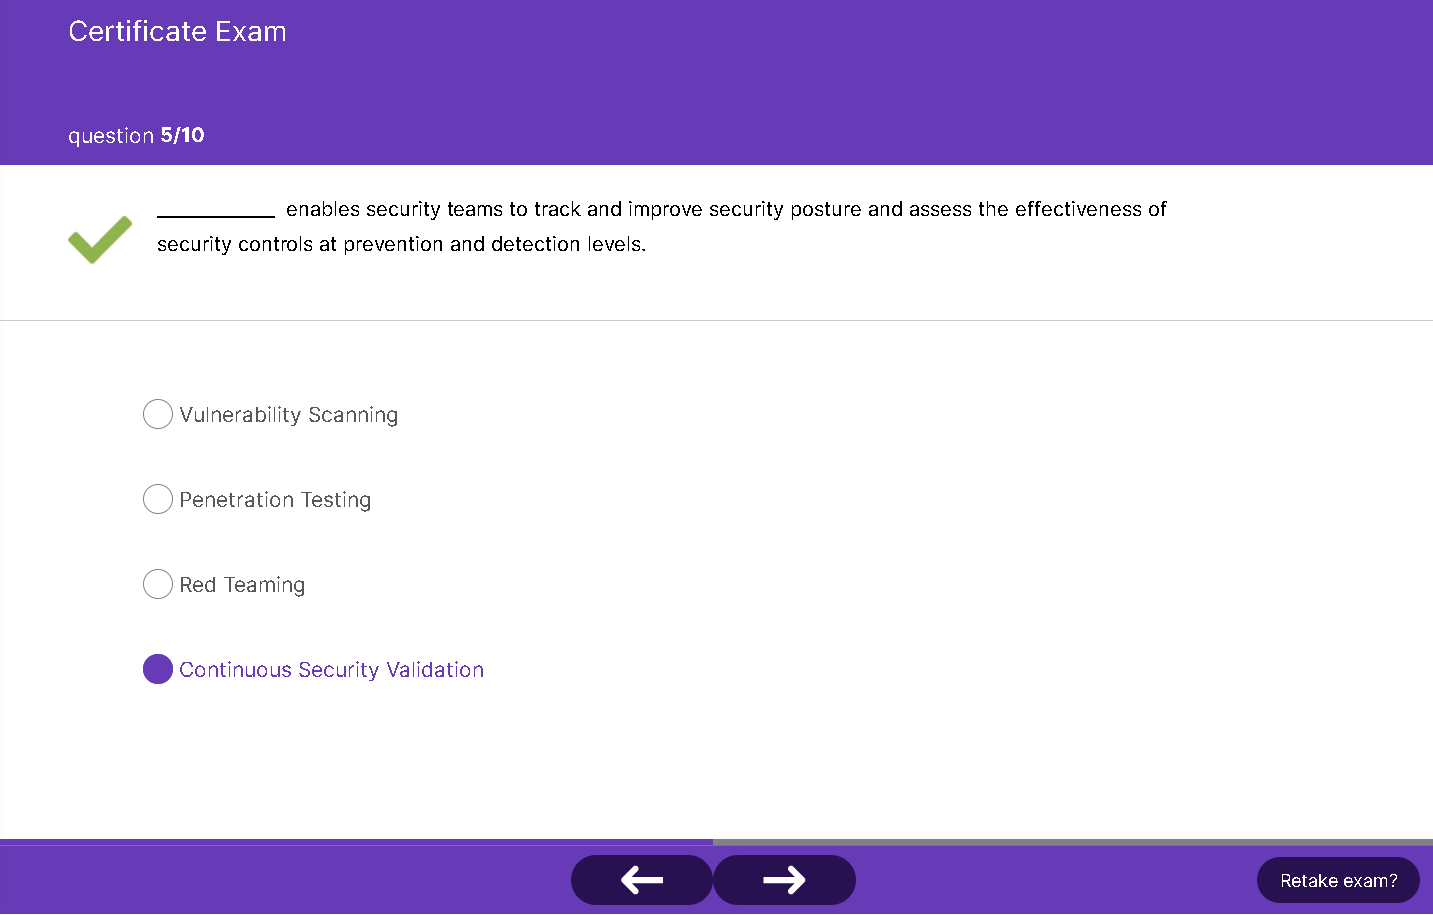 Certificate Exam
question 5/10
__________ enables security teams to track and improve security posture and assess the effectiveness of
security controls at prevention and detection levels.
Vulnerability Scanning
Penetration Testing
Red Teaming
Continuous Security Validation
Retake exam?